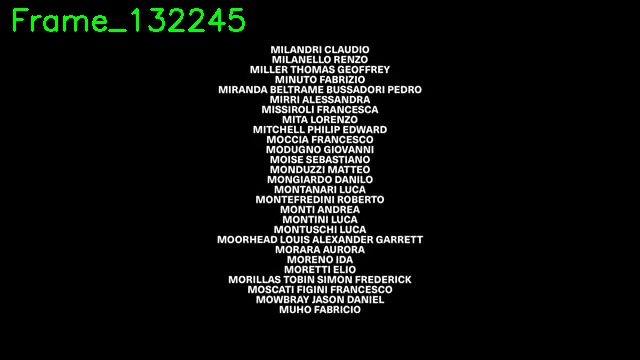 Frame_132245
MILANDRI CLAUDIO
MILANELLO RENZO
MILLER THOMAS GEOFFREY
MINUTO FABRIZIO
MIRANDA BELTRAME BUSSADORI PEDRO
MIRRI ALESSANDRA
MISSIROLI FRANCESCA
MITA LORENZO
MITCHELL PHILIP EDWARD
MOCCIA FRANCESCO
MODUGNO GIOVANNI
MOISE SEBASTIANO
MONDUZZI MATTEO
MONGIARDO DANILO
MONTANARI LUCA
MONTEFREDINI ROBERTO
MONTI ANDREA
MONTINI LUCA
MONTUSCHI LUCA
MOORHEAD LOUIS ALEXANDER GARRETT
MORARA AURORA
MORENO IDA
MORETTI ELIO
MORILLAS TOBIN SIMON FREDERICK
MOSCATI FIGINI FRANCESCO
MOWBRAY JASON DANIEL
MUHO FABRICIO